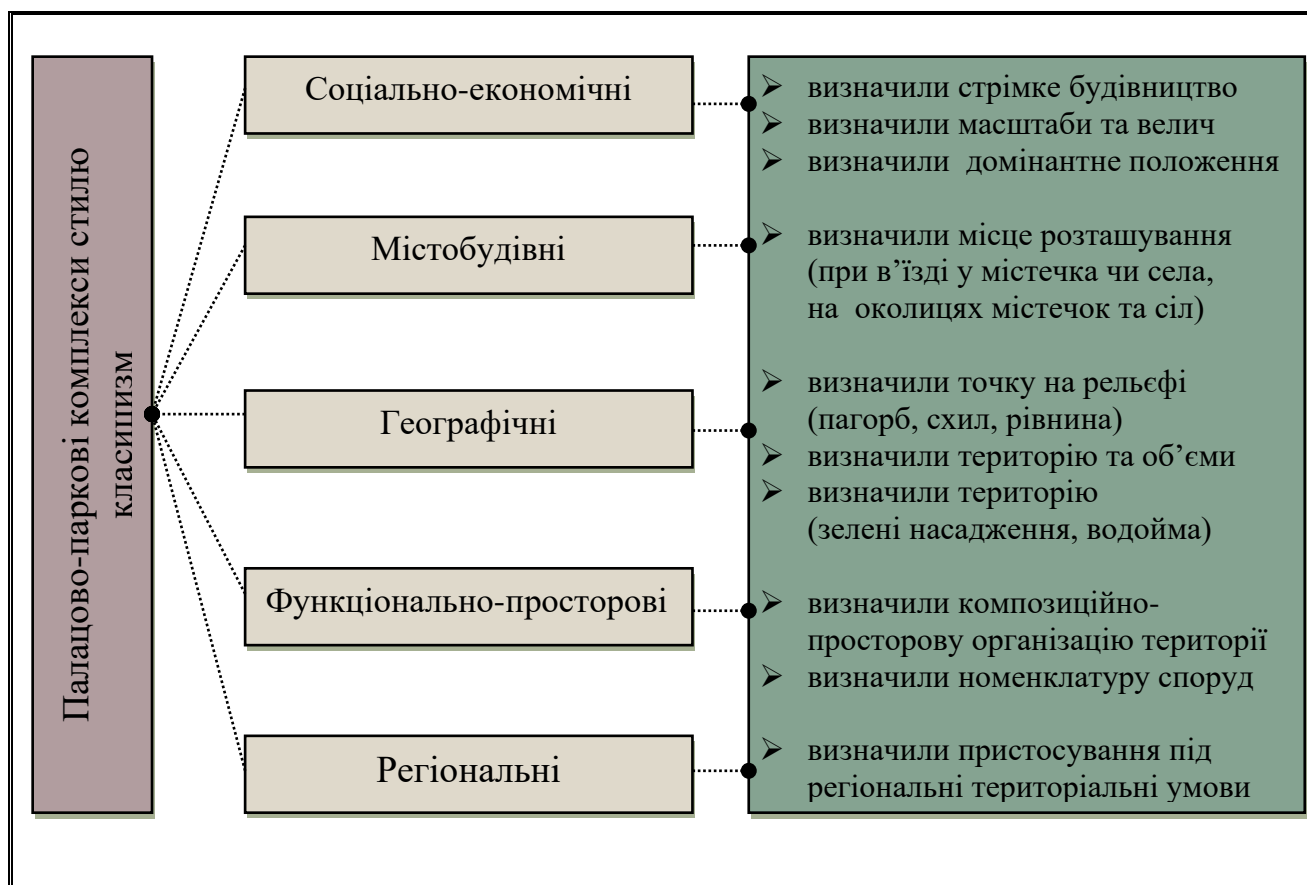 Палацово-паркові комплекси стилю
класицизм
Соціально-економічні
➢ визначили стрімке будівництво
➢ визначили масштаби та велич
➢ визначили домінантне положення
Містобудівні
➢ визначили місце розташування
(при в’їзді у містечка чи села,
на околицях містечок та сіл)
Географічні
➢ визначили точку на рельєфі
(пагорб, схил, рівнина)
➢ визначили територію та об’єми
➢ визначили територію
(зелені насадження, водойма)
Функціонально-просторові
➢ визначили композиційно-
просторову організацію території
➢ визначили номенклатуру споруд
Регіональні
➢ визначили пристосування під
регіональні територіальні умови